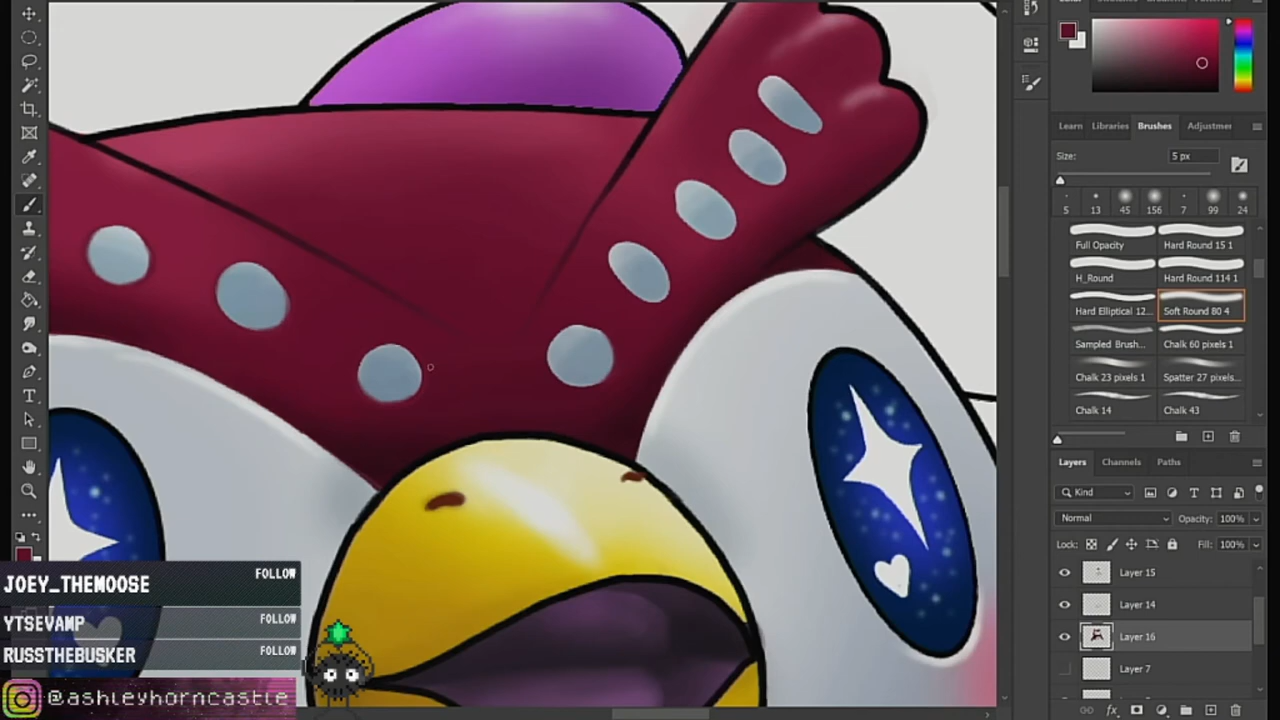 Learn Libraries Brushes Adjustmer
Size: 5 px
5 13 45 156 7 99 24
Full Opacity Hard Round 15 1
H_Round Hard Round 114 1
Hard Elliptical 12... Soft Round 80 4
Sampled Brush... Chalk 60 pixels 1
Chalk 23 pixels 1 Spatter 27 pixels...
Chalk 14 Chalk 43
Layers Channels Paths
Kind
Normal Opacity: 100%
Lock: Fill: 100%
Layer 15
Layer 14
Layer 16
Layer 7
JOEY_THEMOOSE FOLLOW
YTSEVAMP FOLLOW
RUSSTHEBUSKER FOLLOW
@ashleyhorncastle